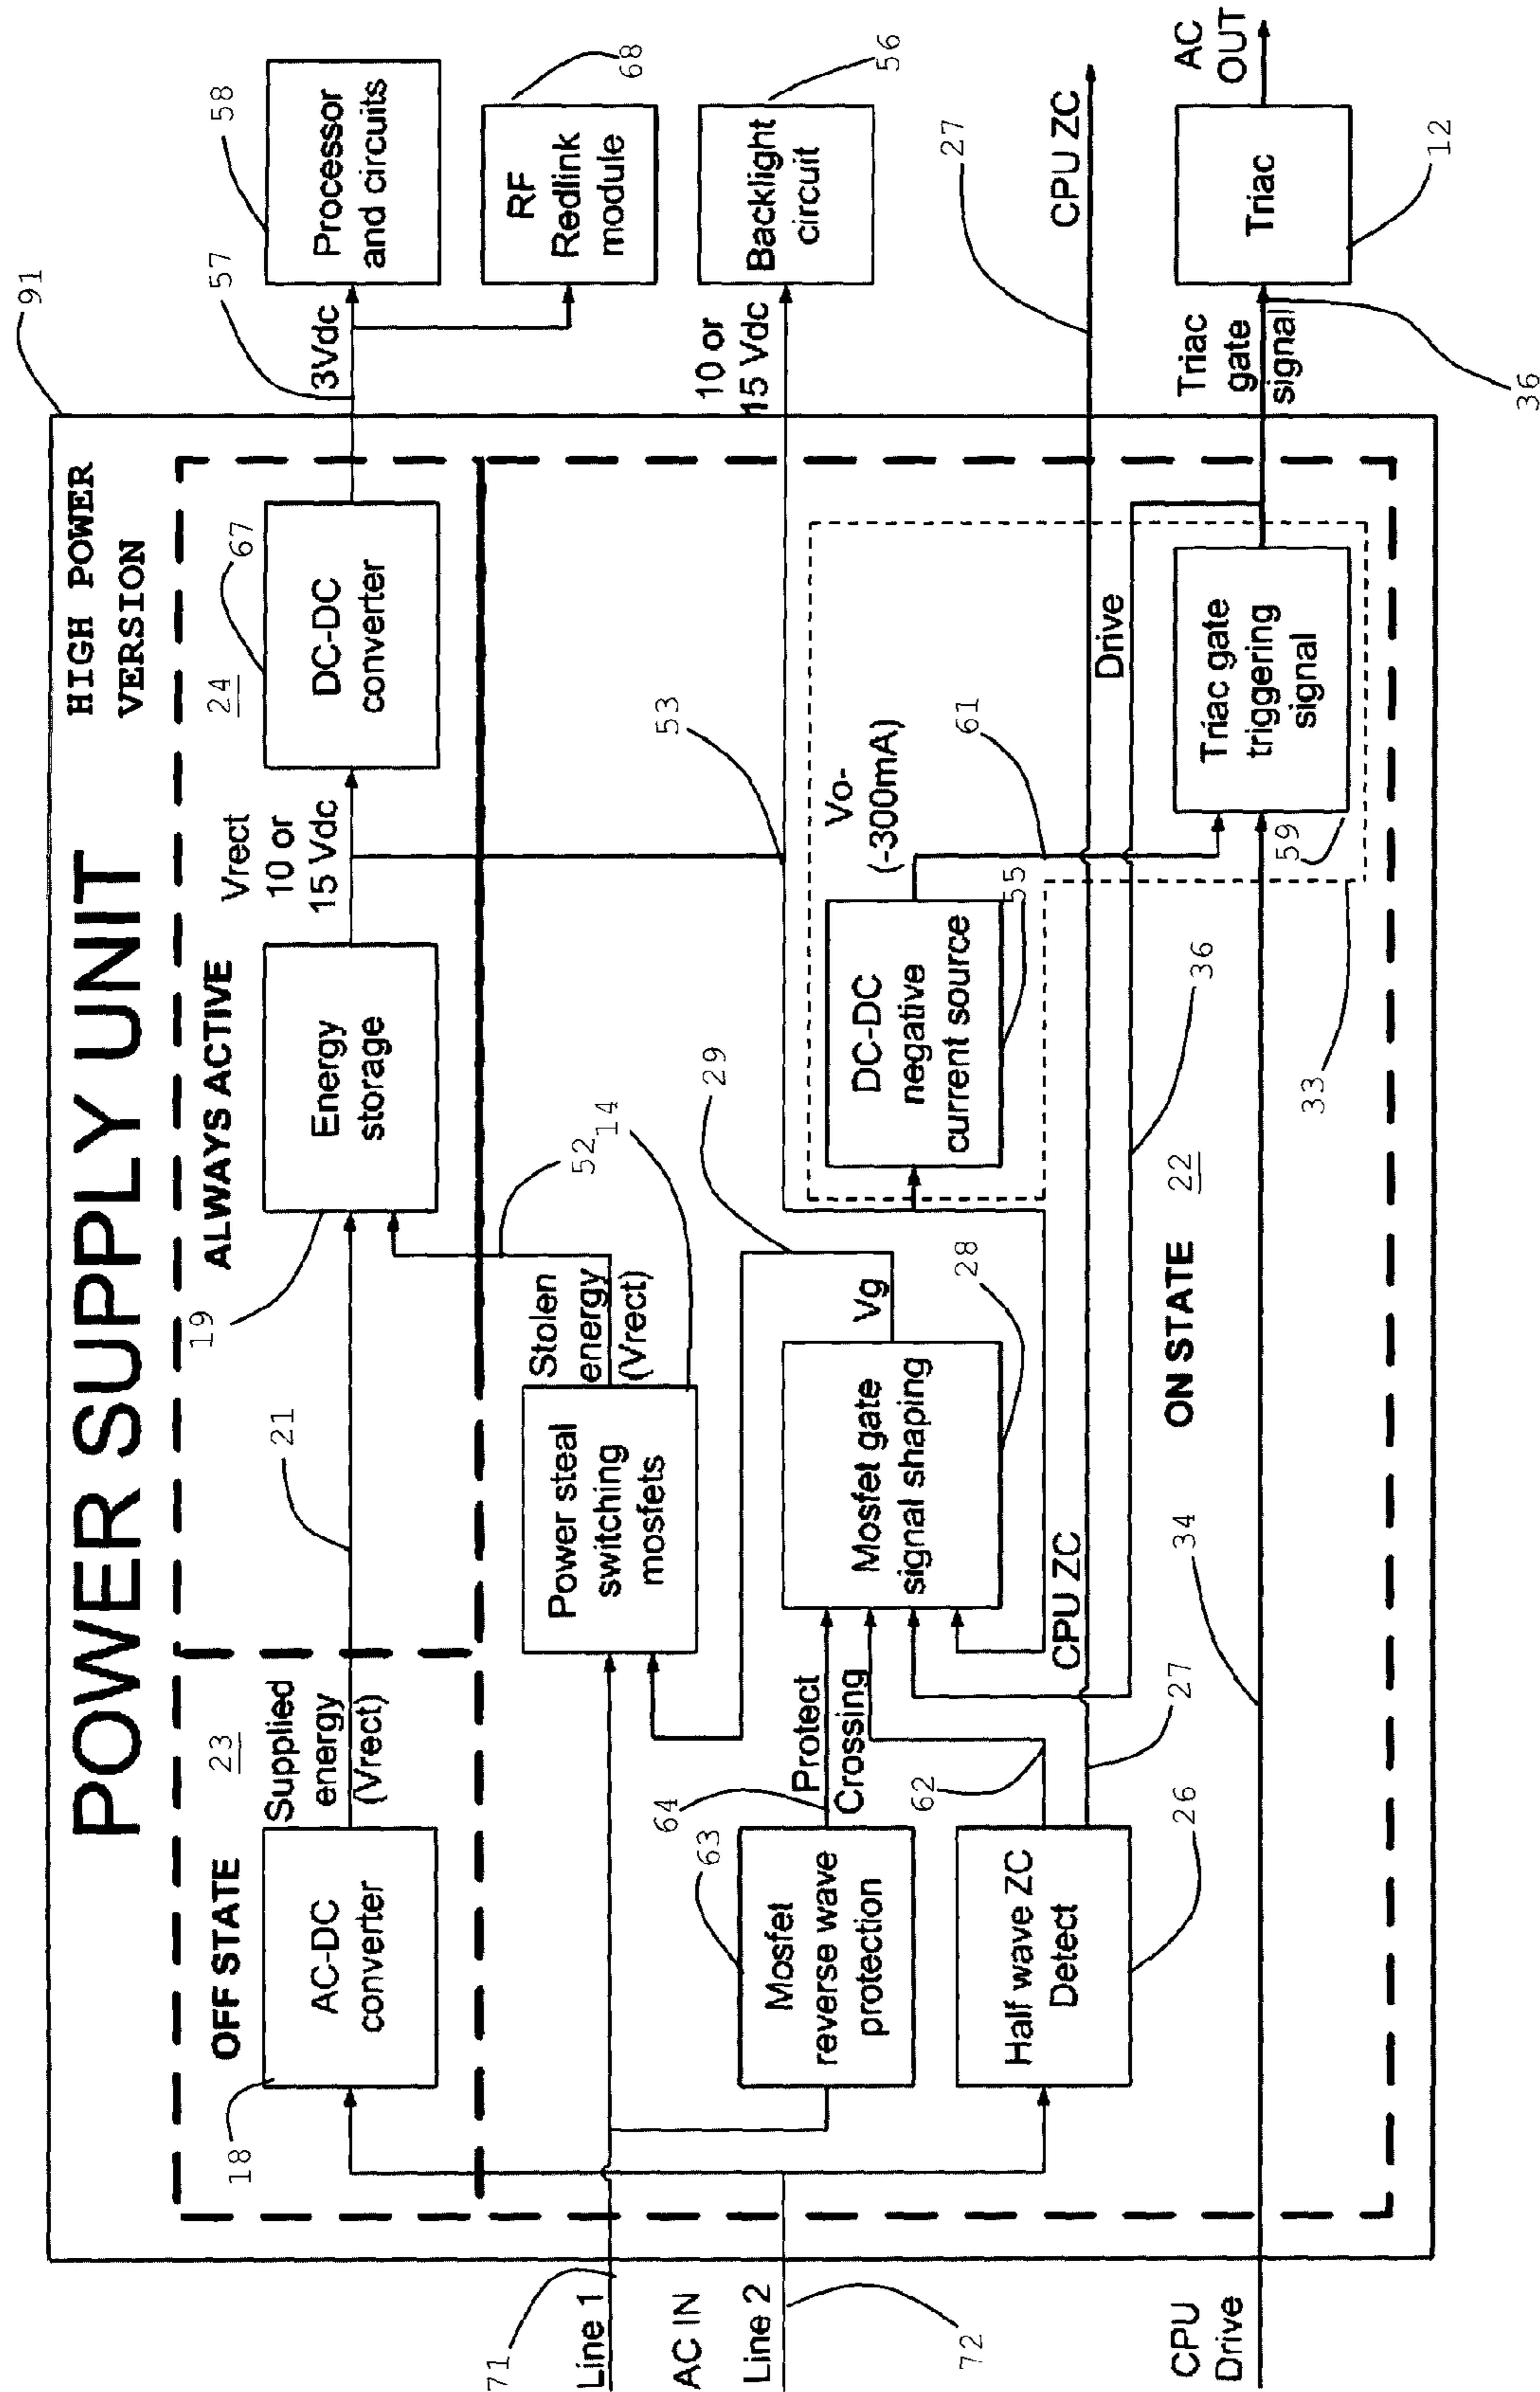 POWER SUPPLY UNIT
HIGH POWER
VERSION
91
OFF STATE
23
ALWAYS ACTIVE
24
18
AC-DC
converter
Supplied
energy
(Vrect)
21
19
Energy
storage
Vrect
10 or
15 Vdc
67
DC-DC
converter
57
3Vdc
58
Processor
and circuits
68
RF
Redlink
module
71
Line 1
AC IN
Line 2
72
Power steal
switching
mosfets
Stolen
energy
(Vrect)
52
14
29
53
10 or
15 Vdc
56
Backlight
circuit
63
Mosfet
reverse wave
protection
64
Protect
Crossing
62
Mosfet gate
signal shaping
28
Vg
DC-DC
negative
current source
55
Vo-
(-300mA)
61
Half wave ZC
Detect
26
27
CPU ZC
27
CPU ZC
Drive
36
22
ON STATE
33
34
59
Triac gate
triggering
signal
Triac
gate
signal
36
Triac
12
AC
OUT
CPU
Drive